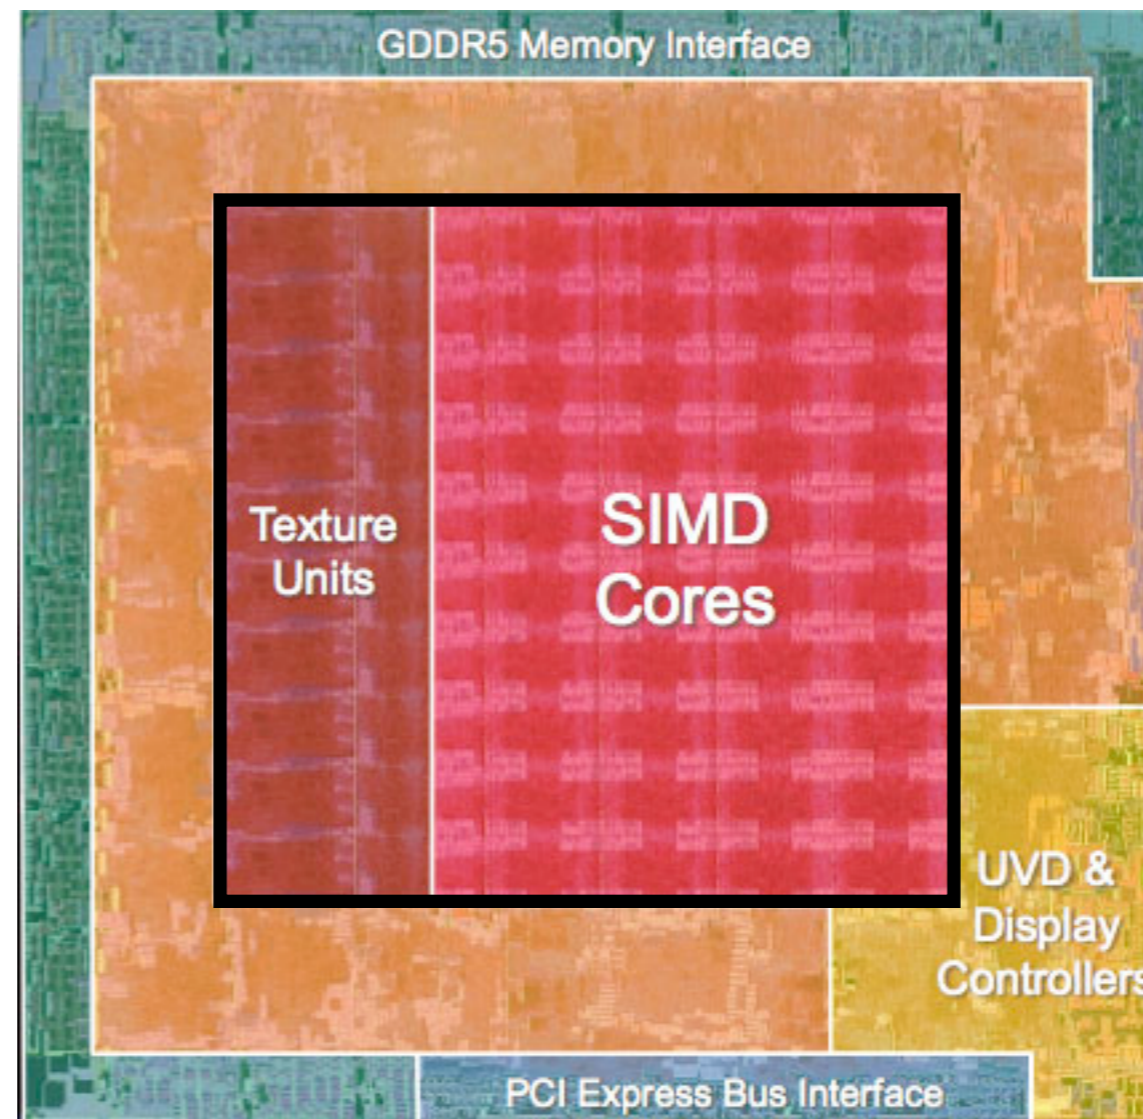 GDDR5 Memory Interface
Texture
Units
SIMD
Cores
UVD &
Display
Controllers
PCI Express Bus Interface